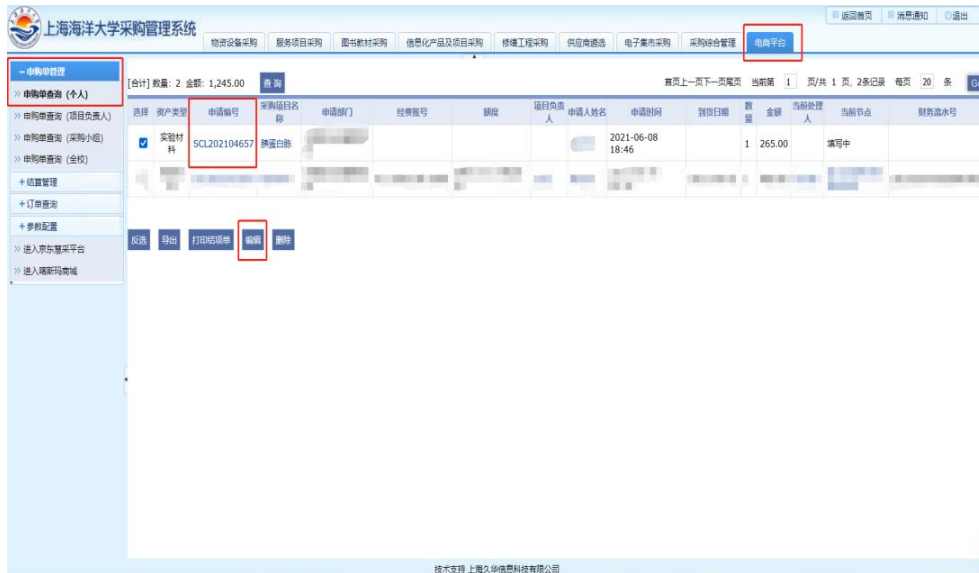 上海海洋大学采购管理系统
返回首页 消息通知 退出
物资设备采购 服务项目采购 图书教材采购 信息化产品及项目采购 修缮工程采购 供应商遴选 电子集市采购 采购综合管理 电商平台
- 申购单管理
>> 申购单查询 (个人)
>> 申购单查询 (项目负责人)
>> 申购单查询 (采购小组)
>> 申购单查询 (全校)
+ 结算管理
+ 订单查询
+ 参数配置
>> 进入京东慧采平台
>> 进入喀斯玛商城
[合计] 数量: 2 金额: 1,245.00 查询 首页上一页下一页尾页 当前第 1 页/共 1 页, 2条记录 每页 20 条 Go
选择 资产类型 申请编号 采购项目名称 申请部门 经费账号 额度 项目负责人 申请人姓名 申请时间 到货日期 数量 金额 当前处理人 当前节点 财务流水号
实验材料 SCL202104657 胰蛋白胨 2021-06-08 18:46 1 265.00 填写中
反选 导出 打印结项单 编辑 删除
技术支持 上海久华信息科技有限公司